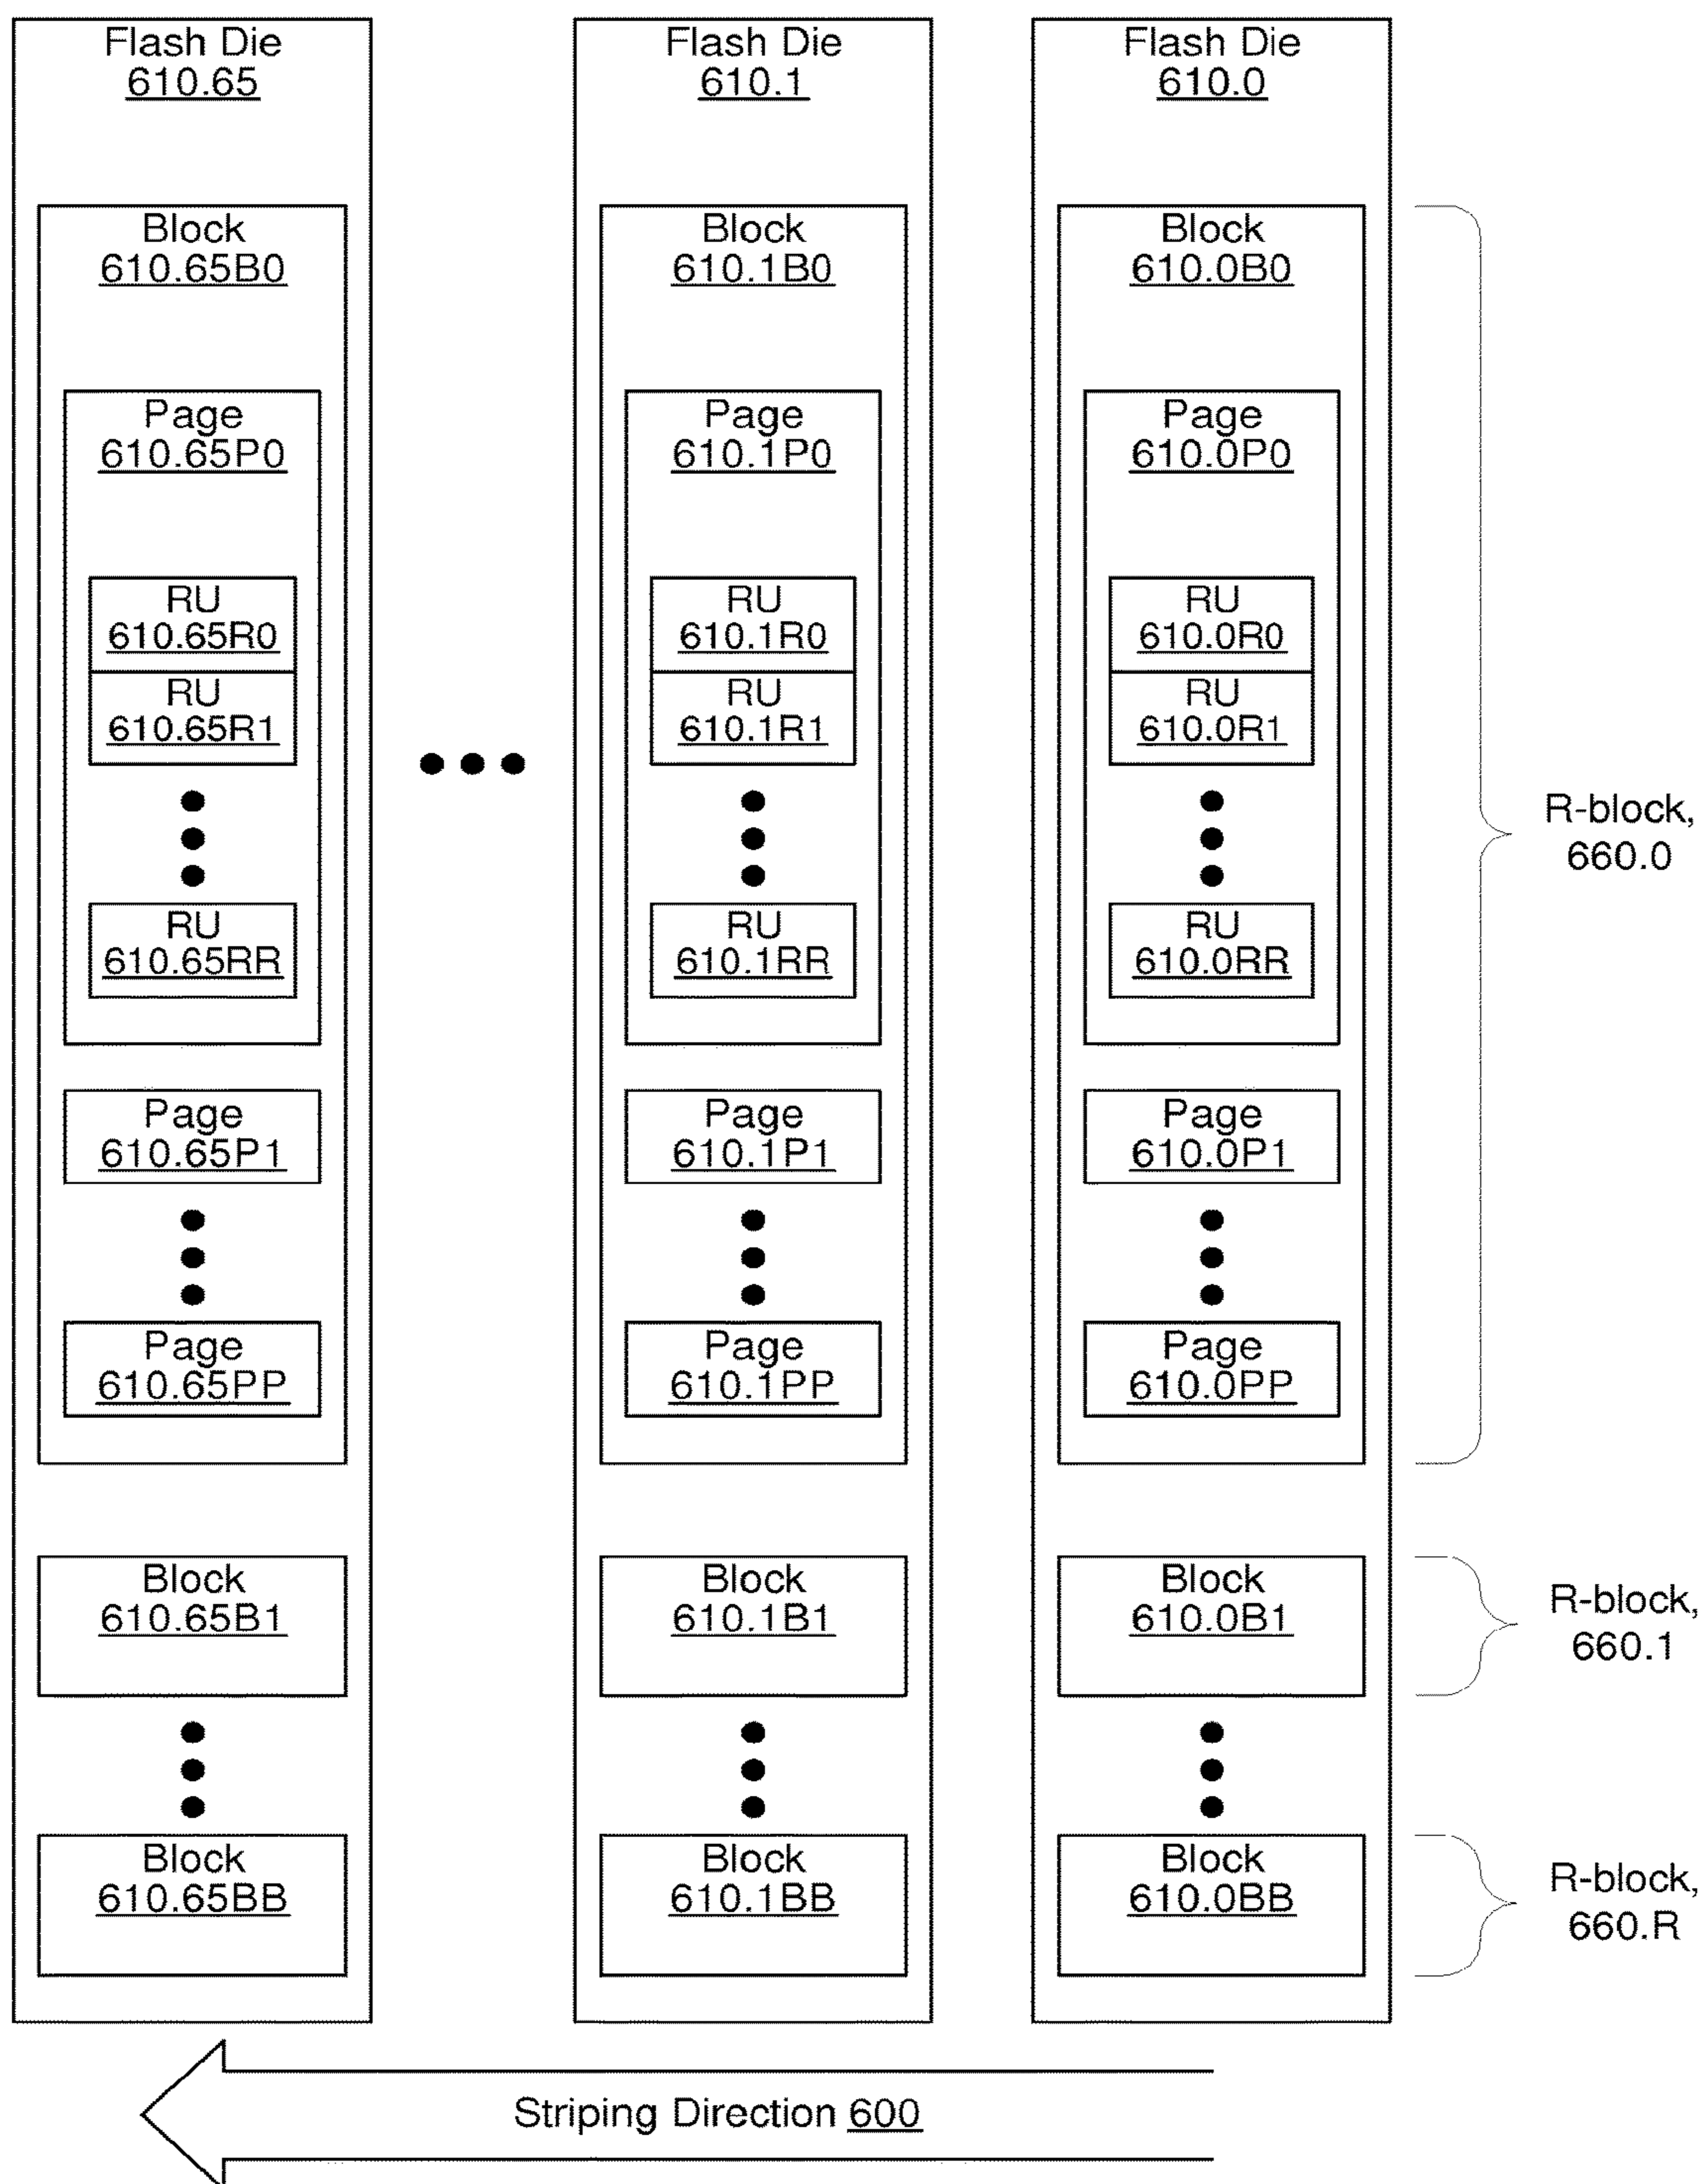 Flash Die
610.65
Block
610.65B0
Page
610.65P0
RU
610.65R0
RU
610.65R1
RU
610.65RR
Page
610.65P1
Page
610.65PP
Block
610.65B1
Block
610.65BB
Flash Die
610.1
Block
610.1B0
Page
610.1P0
RU
610.1R0
RU
610.1R1
RU
610.1RR
Page
610.1P1
Page
610.1PP
Block
610.1B1
Block
610.1BB
Flash Die
610.0
Block
610.0B0
Page
610.0P0
RU
610.0R0
RU
610.0R1
RU
610.0RR
Page
610.0P1
Page
610.0PP
Block
610.0B1
Block
610.0BB
R-block,
660.0
R-block,
660.1
R-block,
660.R
Striping Direction 600